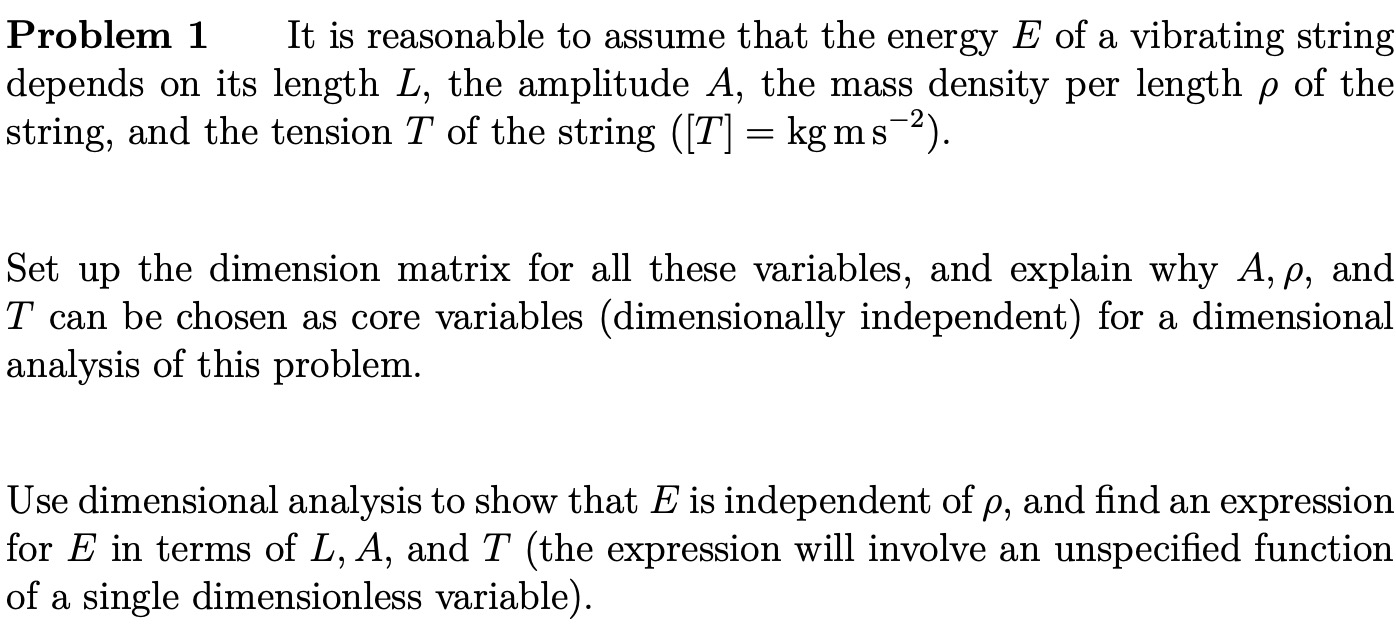 Problem 1 It is reasonable to assume that the energy E of a vibrating string
depends on its length L, the amplitude A, the mass density per length ρ of the
string, and the tension T of the string ([T] = kg m s⁻²).
Set up the dimension matrix for all these variables, and explain why A, ρ, and
T can be chosen as core variables (dimensionally independent) for a dimensional
analysis of this problem.
Use dimensional analysis to show that E is independent of ρ, and find an expression
for E in terms of L, A, and T (the expression will involve an unspecified function
of a single dimensionless variable).